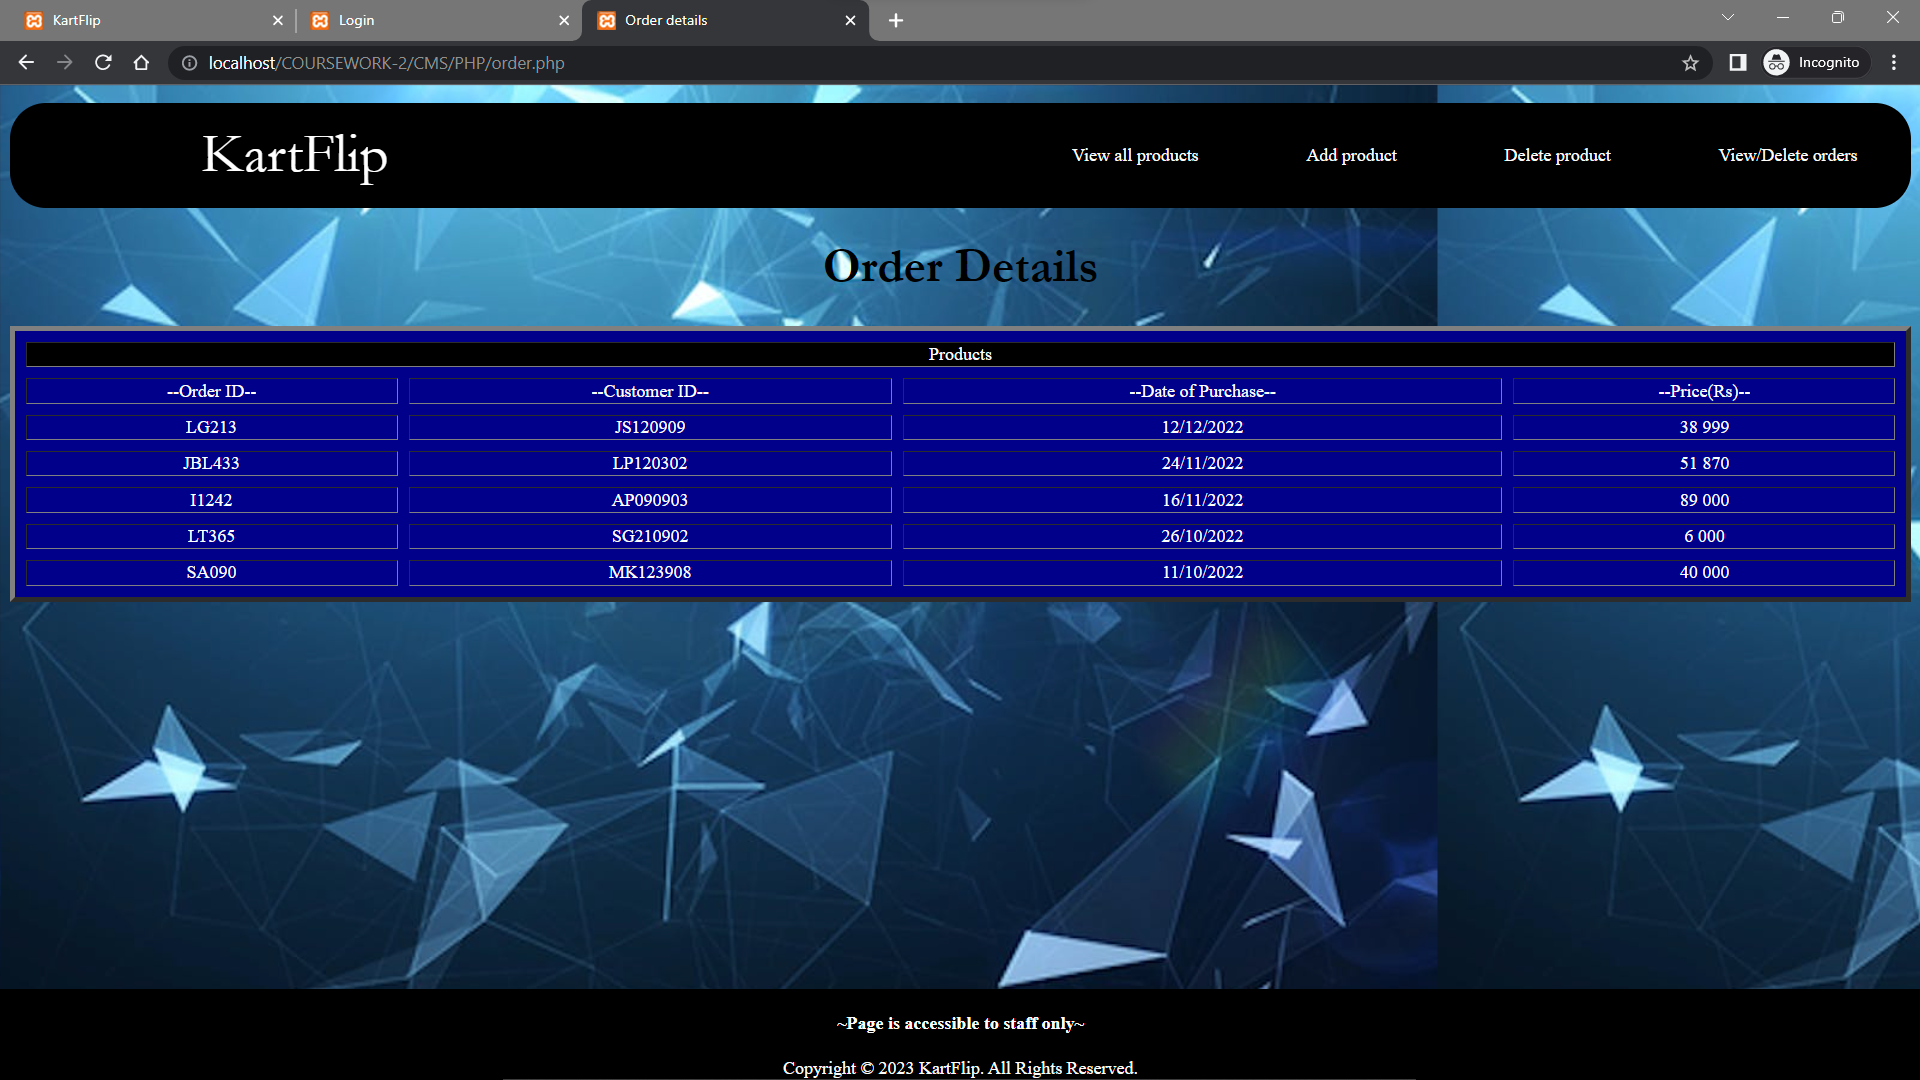 KartFlip
Login
Order details
localhost/COURSEWORK-2/CMS/PHP/order.php
Incognito
KartFlip
View all products
Add product
Delete product
View/Delete orders
Order Details
Products
--Order ID-- --Customer ID-- --Date of Purchase-- --Price(Rs)--
LG213 JS120909 12/12/2022 38 999
JBL433 LP120302 24/11/2022 51 870
I1242 AP090903 16/11/2022 89 000
LT365 SG210902 26/10/2022 6 000
SA090 MK123908 11/10/2022 40 000
~Page is accessible to staff only~
Copyright © 2023 KartFlip. All Rights Reserved.